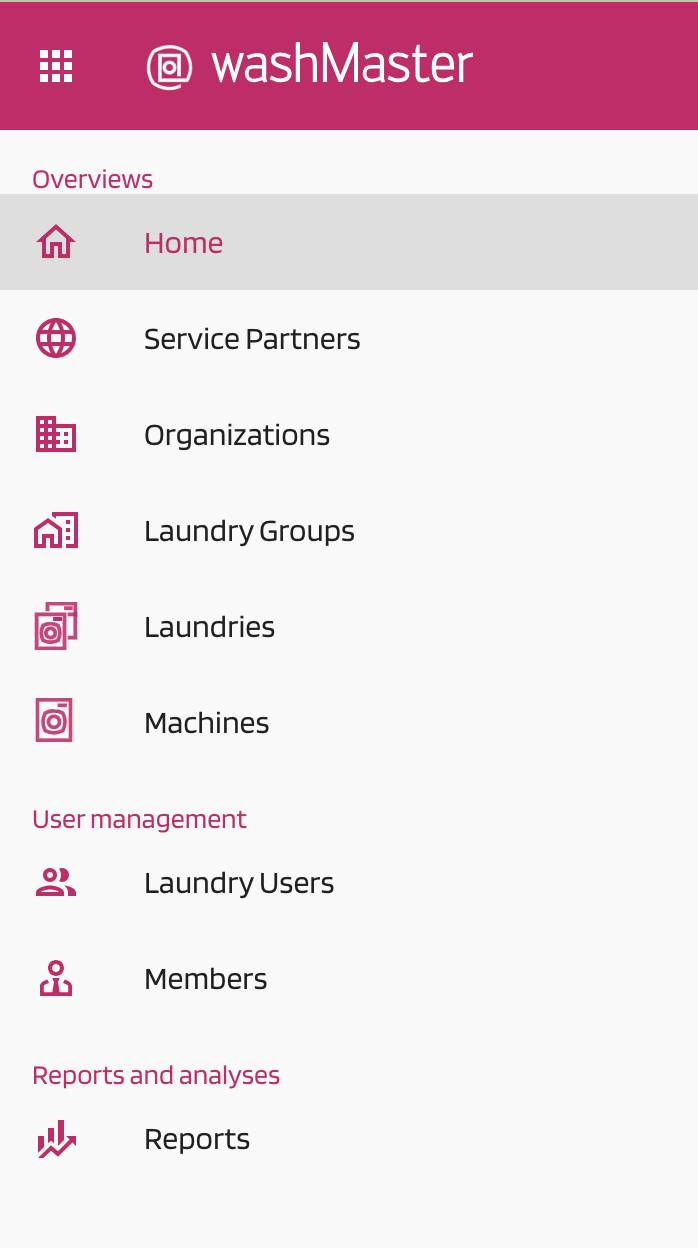 washMaster
Overviews
Home
Service Partners
Organizations
Laundry Groups
Laundries
Machines
User management
Laundry Users
Members
Reports and analyses
Reports